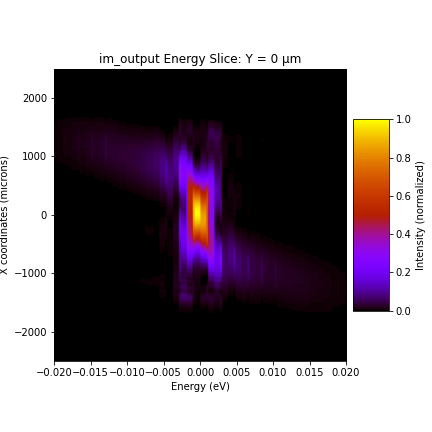 im_output Energy Slice: Y = 0 μm
2000
1000
0
−1000
−2000
X coordinates (microns)
−0.020 −0.015 −0.010 −0.005 0.000 0.005 0.010 0.015 0.020
Energy (eV)
1.0
0.8
0.6
0.4
0.2
0.0
Intensity (normalized)